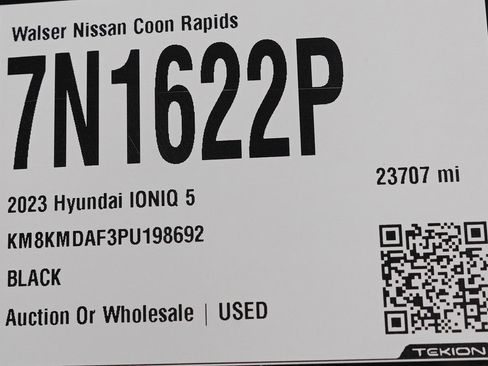 Walser Nissan Coon Rapids
7N1622P
23707 mi
2023 Hyundai IONIQ 5
KM8KMDAF3PU198692
BLACK
Auction Or Wholesale | USED
TEKION